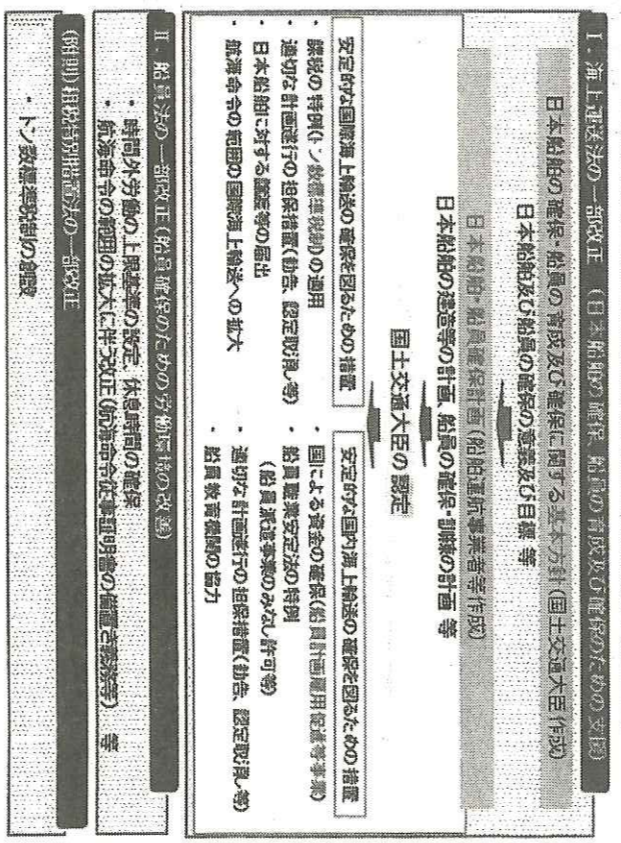 Ⅰ.海上運送法の一部改正 (日本船舶の確保、船員の育成及び確保のための支援)
日本船舶の確保・船員の育成及び確保に関する基本方針(国土交通大臣作成)
日本船舶及び船員の確保の意義及び目標 等
日本船舶・船員確保計画(船舶運航事業者等作成)
日本船舶の建造等の計画、船員の確保・訓練の計画 等
国土交通大臣の認定
安定的な国際海上輸送の確保を図るための措置
・ 課税の特例(トン数標準税制)の適用
・ 適切な計画遂行の担保措置(勧告、認定取消し等)
・ 日本船舶に対する譲渡等の届出
・ 航海命令の範囲の国際海上輸送への拡大
安定的な国内海上輸送の確保を図るための措置
・ 国による資金の確保(船員計画雇用促進等事業)
・ 船員職業安定法の特例
(船員派遣事業のみなし許可等)
・ 適切な計画遂行の担保措置(勧告、認定取消し等)
・ 船員教育機関の協力
Ⅱ.船員法の一部改正(船員確保のための労働環境の改善)
・ 時間外労働の上限基準の設定、休息時間の確保
・ 航海命令の範囲の拡大に伴う改正(航海命令従事証明書の備置き義務等) 等
(附則)租税特別措置法の一部改正
・ トン数標準税制の創設